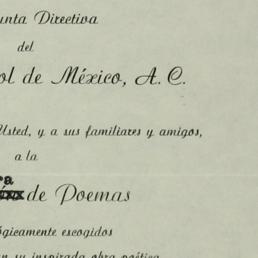 unta Directiva
del
ol de México, A. C.
Usted, y a sus familiares y amigos,
a la
ra
de Poemas
ógicamente escogidos
su inspirada obra poética